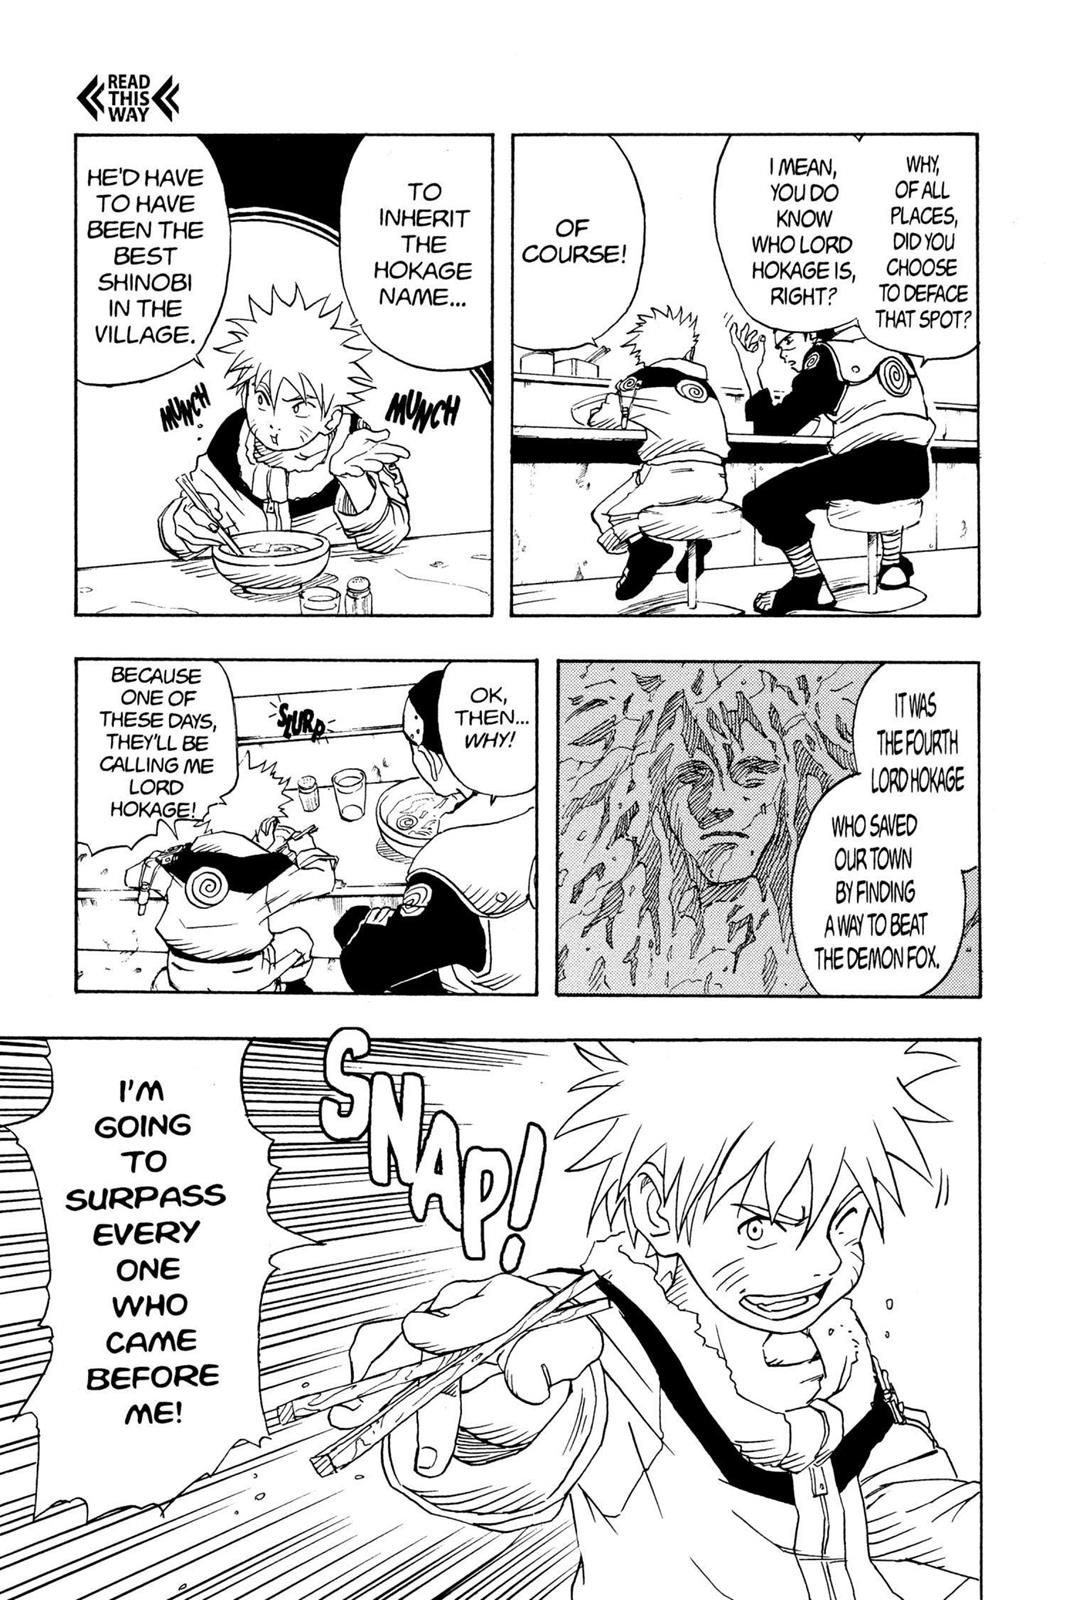 READ
THIS
WAY
WHY,
OF ALL
PLACES,
DID YOU
CHOOSE
TO DEFACE
THAT SPOT?
I MEAN,
YOU DO
KNOW
WHO LORD
HOKAGE IS,
RIGHT?
OF
COURSE!
TO
INHERIT
THE
HOKAGE
NAME...
HE'D HAVE
TO HAVE
BEEN THE
BEST
SHINOBI
IN THE
VILLAGE.
MUNCH
MUNCH
IT WAS
THE FOURTH
LORD HOKAGE
WHO SAVED
OUR TOWN
BY FINDING
A WAY TO BEAT
THE DEMON FOX.
OK,
THEN...
WHY!
SLURP
BECAUSE
ONE OF
THESE DAYS,
THEY'LL BE
CALLING ME
LORD
HOKAGE!
SNAP!
I'M
GOING
TO
SURPASS
EVERY
ONE
WHO
CAME
BEFORE
ME!